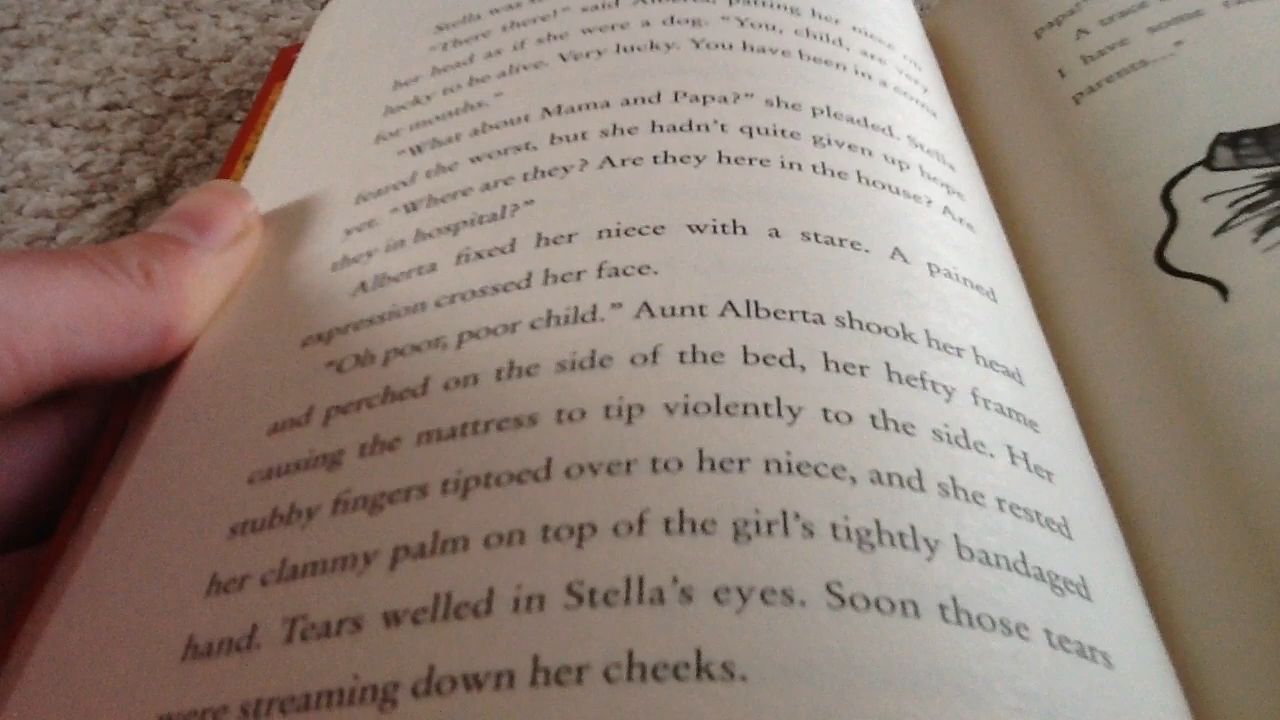 Stella was
"There there!" said Alberta, patting her niece on
her head as if she were a dog. "You, child, are very
lucky to be alive. Very lucky. You have been in a coma
for months."
"What about Mama and Papa?" she pleaded. Stella
feared the worst, but she hadn't quite given up hope
yet. "Where are they? Are they here in the house? Are
they in hospital?"
Alberta fixed her niece with a stare. A pained
expression crossed her face.
"Oh poor, poor child." Aunt Alberta shook her head
and perched on the side of the bed, her hefty frame
causing the mattress to tip violently to the side. Her
stubby fingers tiptoed over to her niece, and she rested
her clammy palm on top of the girl's tightly bandaged
hand. Tears welled in Stella's eyes. Soon those tears
were streaming down her cheeks.
papa?
A trace
I have some
parents..."